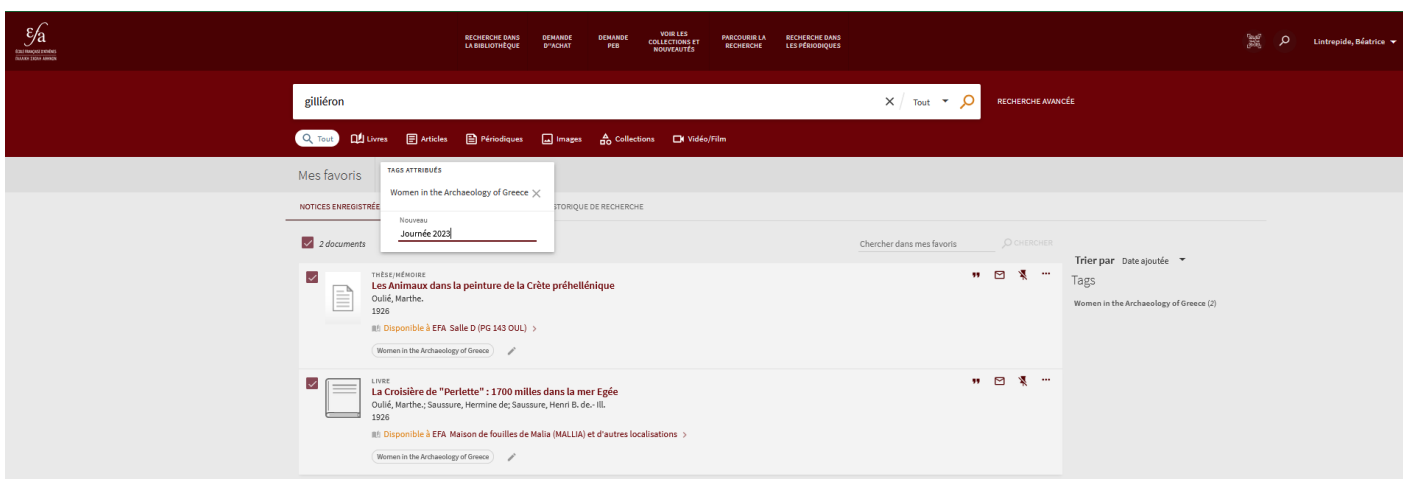 εfa
ÉCOLE FRANÇAISE D'ATHÈNES
RECHERCHE DANS LA BIBLIOTHÈQUE
DEMANDE D'ACHAT
DEMANDE PEB
VOIR LES COLLECTIONS ET NOUVEAUTÉS
PARCOURIR LA RECHERCHE
RECHERCHE DANS LES PÉRIODIQUES
Lintrepide, Béatrice
gilliéron
Tout
RECHERCHE AVANCÉE
Tout
Livres
Articles
Périodiques
Images
Collections
Vidéo/Film
Mes favoris
TAGS ATTRIBUÉS
Women in the Archaeology of Greece
Nouveau
Journée 2023
NOTICES ENREGISTRÉE
STORIQUE DE RECHERCHE
2 documents
Chercher dans mes favoris
CHERCHER
Trier par Date ajoutée
Tags
Women in the Archaeology of Greece (2)
THÈSE/MÉMOIRE
Les Animaux dans la peinture de la Crète préhellénique
Oulié, Marthe.
1926
Disponible à EFA Salle D (PG 143 OUL) >
Women in the Archaeology of Greece
LIVRE
La Croisière de "Perlette" : 1700 milles dans la mer Egée
Oulié, Marthe.; Saussure, Hermine de; Saussure, Henri B. de.- Ill.
1926
Disponible à EFA Maison de fouilles de Malia (MALLIA) et d'autres localisations >
Women in the Archaeology of Greece